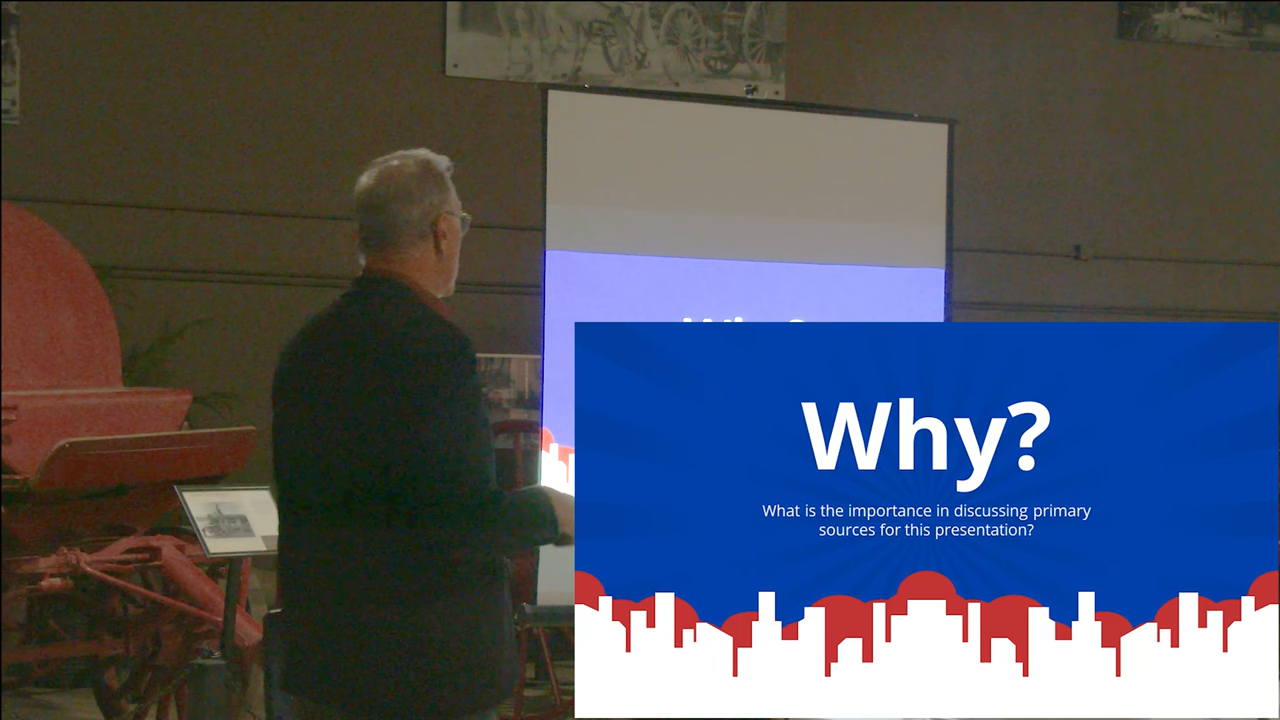 Why?
What is the importance in discussing primary
sources for this presentation?